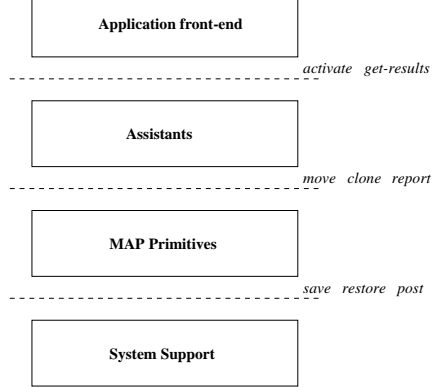 Application front-end
activate get-results
Assistants
move clone report
MAP Primitives
save restore post
System Support